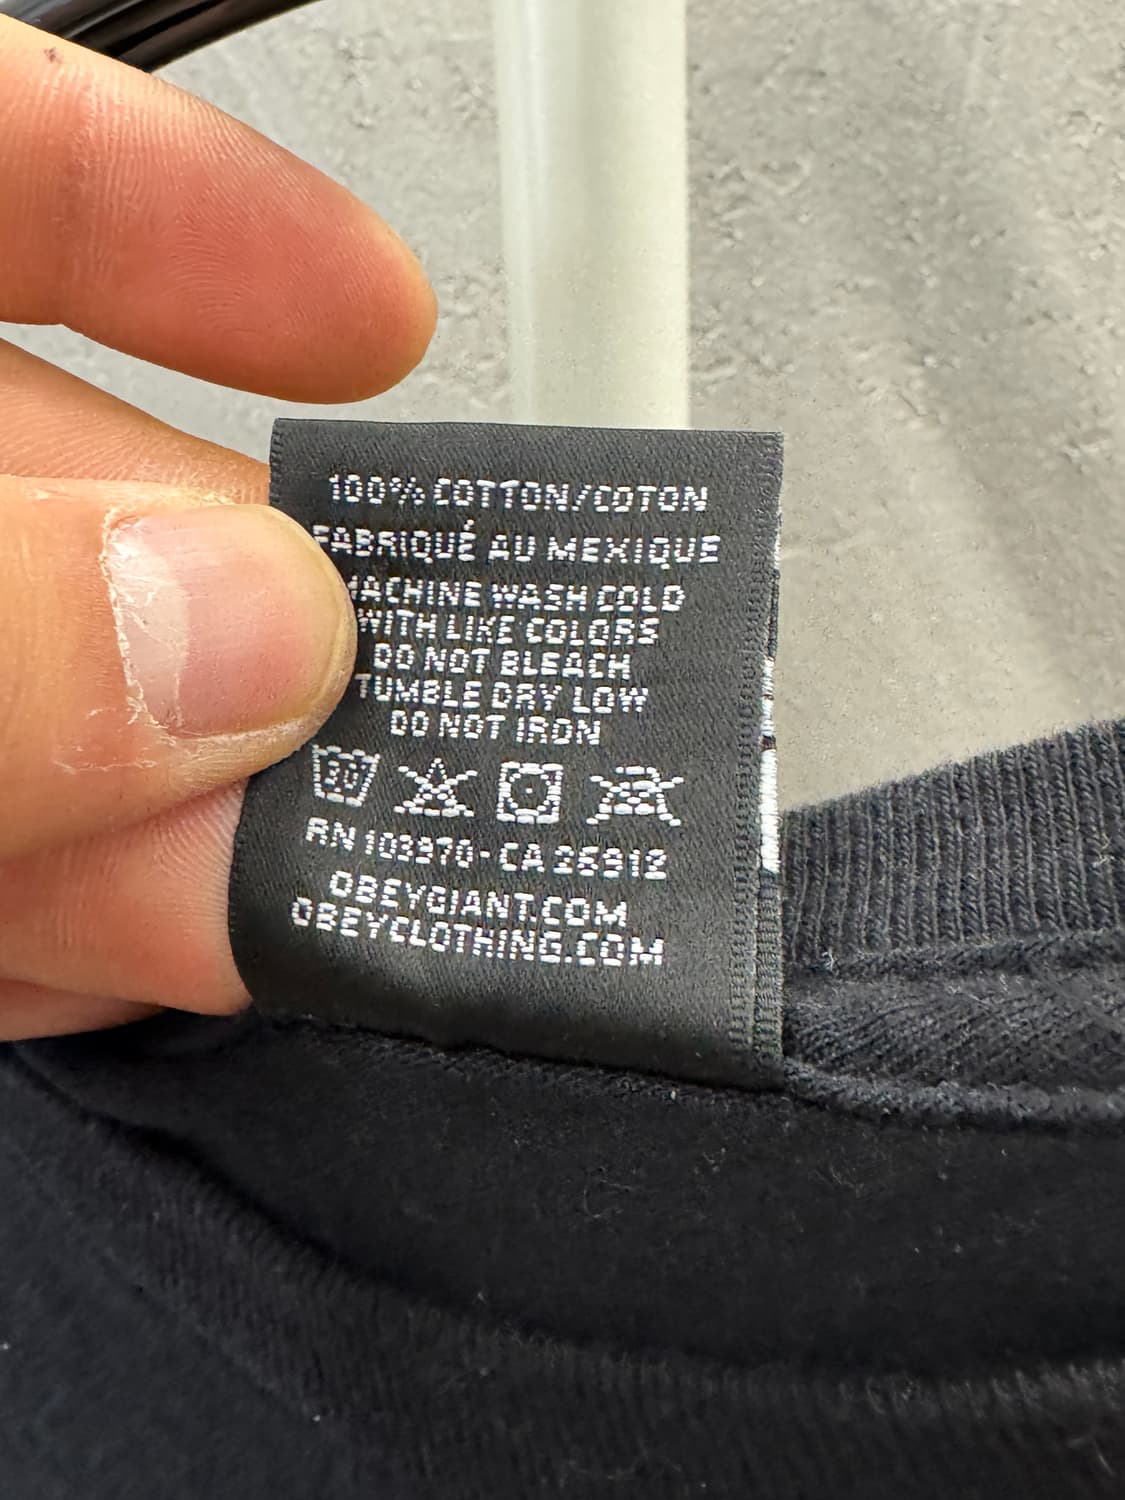 100% COTTON/COTON
FABRIQUÉ AU MEXIQUE
MACHINE WASH COLD
WITH LIKE COLORS
DO NOT BLEACH
TUMBLE DRY LOW
DO NOT IRON
30
RN 102970 - CA 25912
OBEYGIANT.COM
OBEYCLOTHING.COM